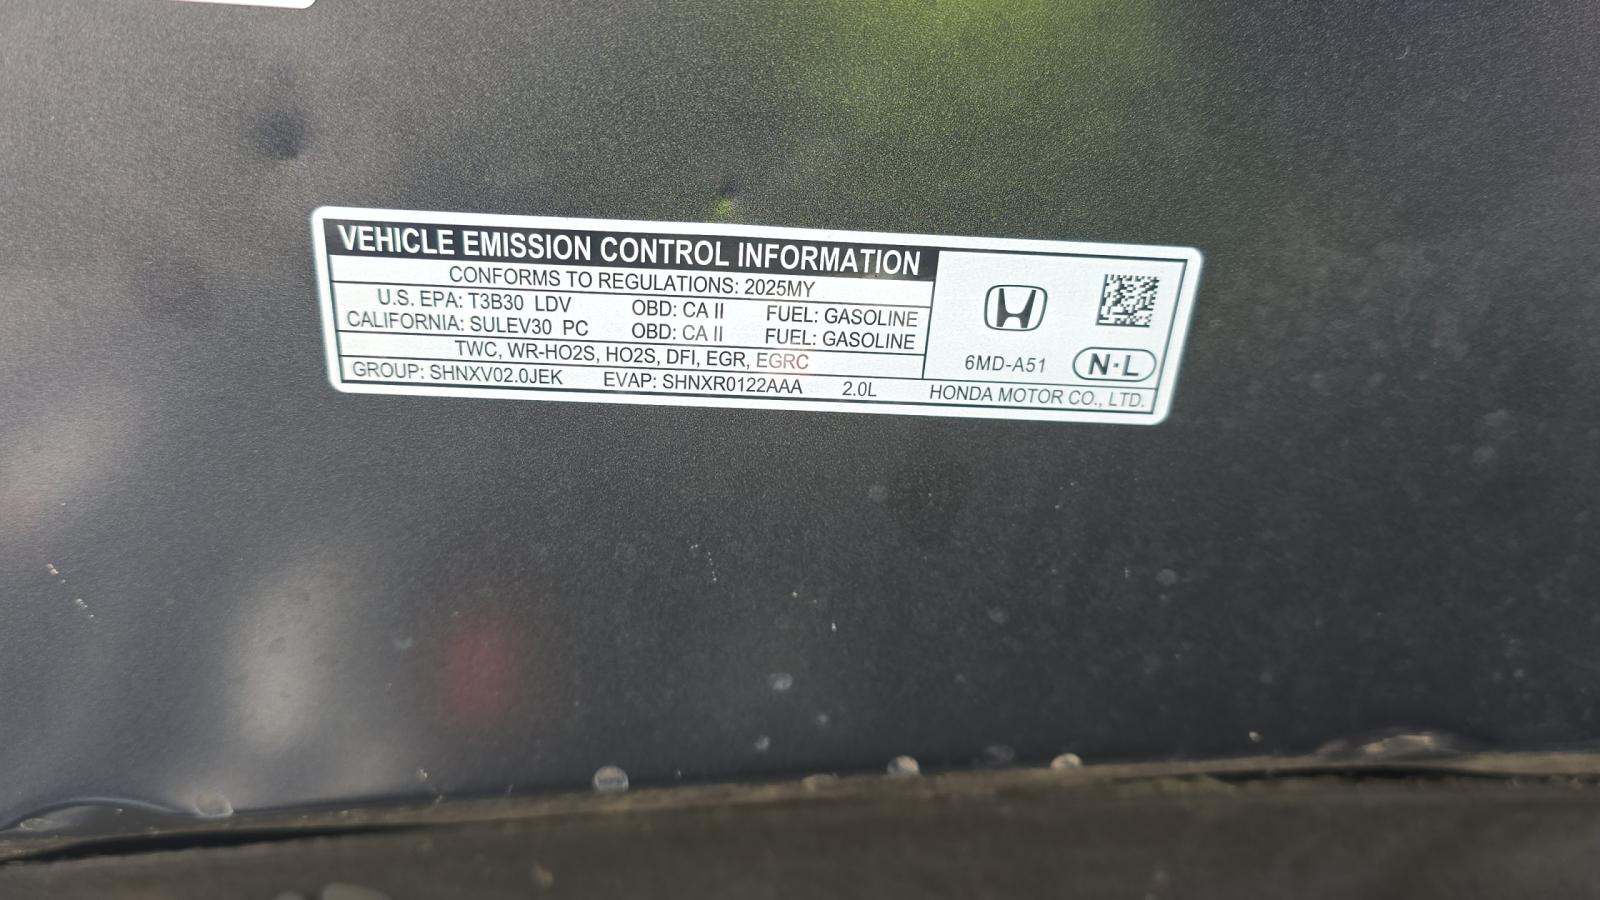 VEHICLE EMISSION CONTROL INFORMATION
CONFORMS TO REGULATIONS: 2025MY
U.S. EPA: T3B30 LDV OBD: CA II FUEL: GASOLINE
CALIFORNIA: SULEV30 PC OBD: CA II FUEL: GASOLINE
TWC, WR-HO2S, HO2S, DFI, EGR, EGRC
6MD-A51 N·L
GROUP: SHNXV02.0JEK EVAP: SHNXR0122AAA 2.0L HONDA MOTOR CO., LTD.